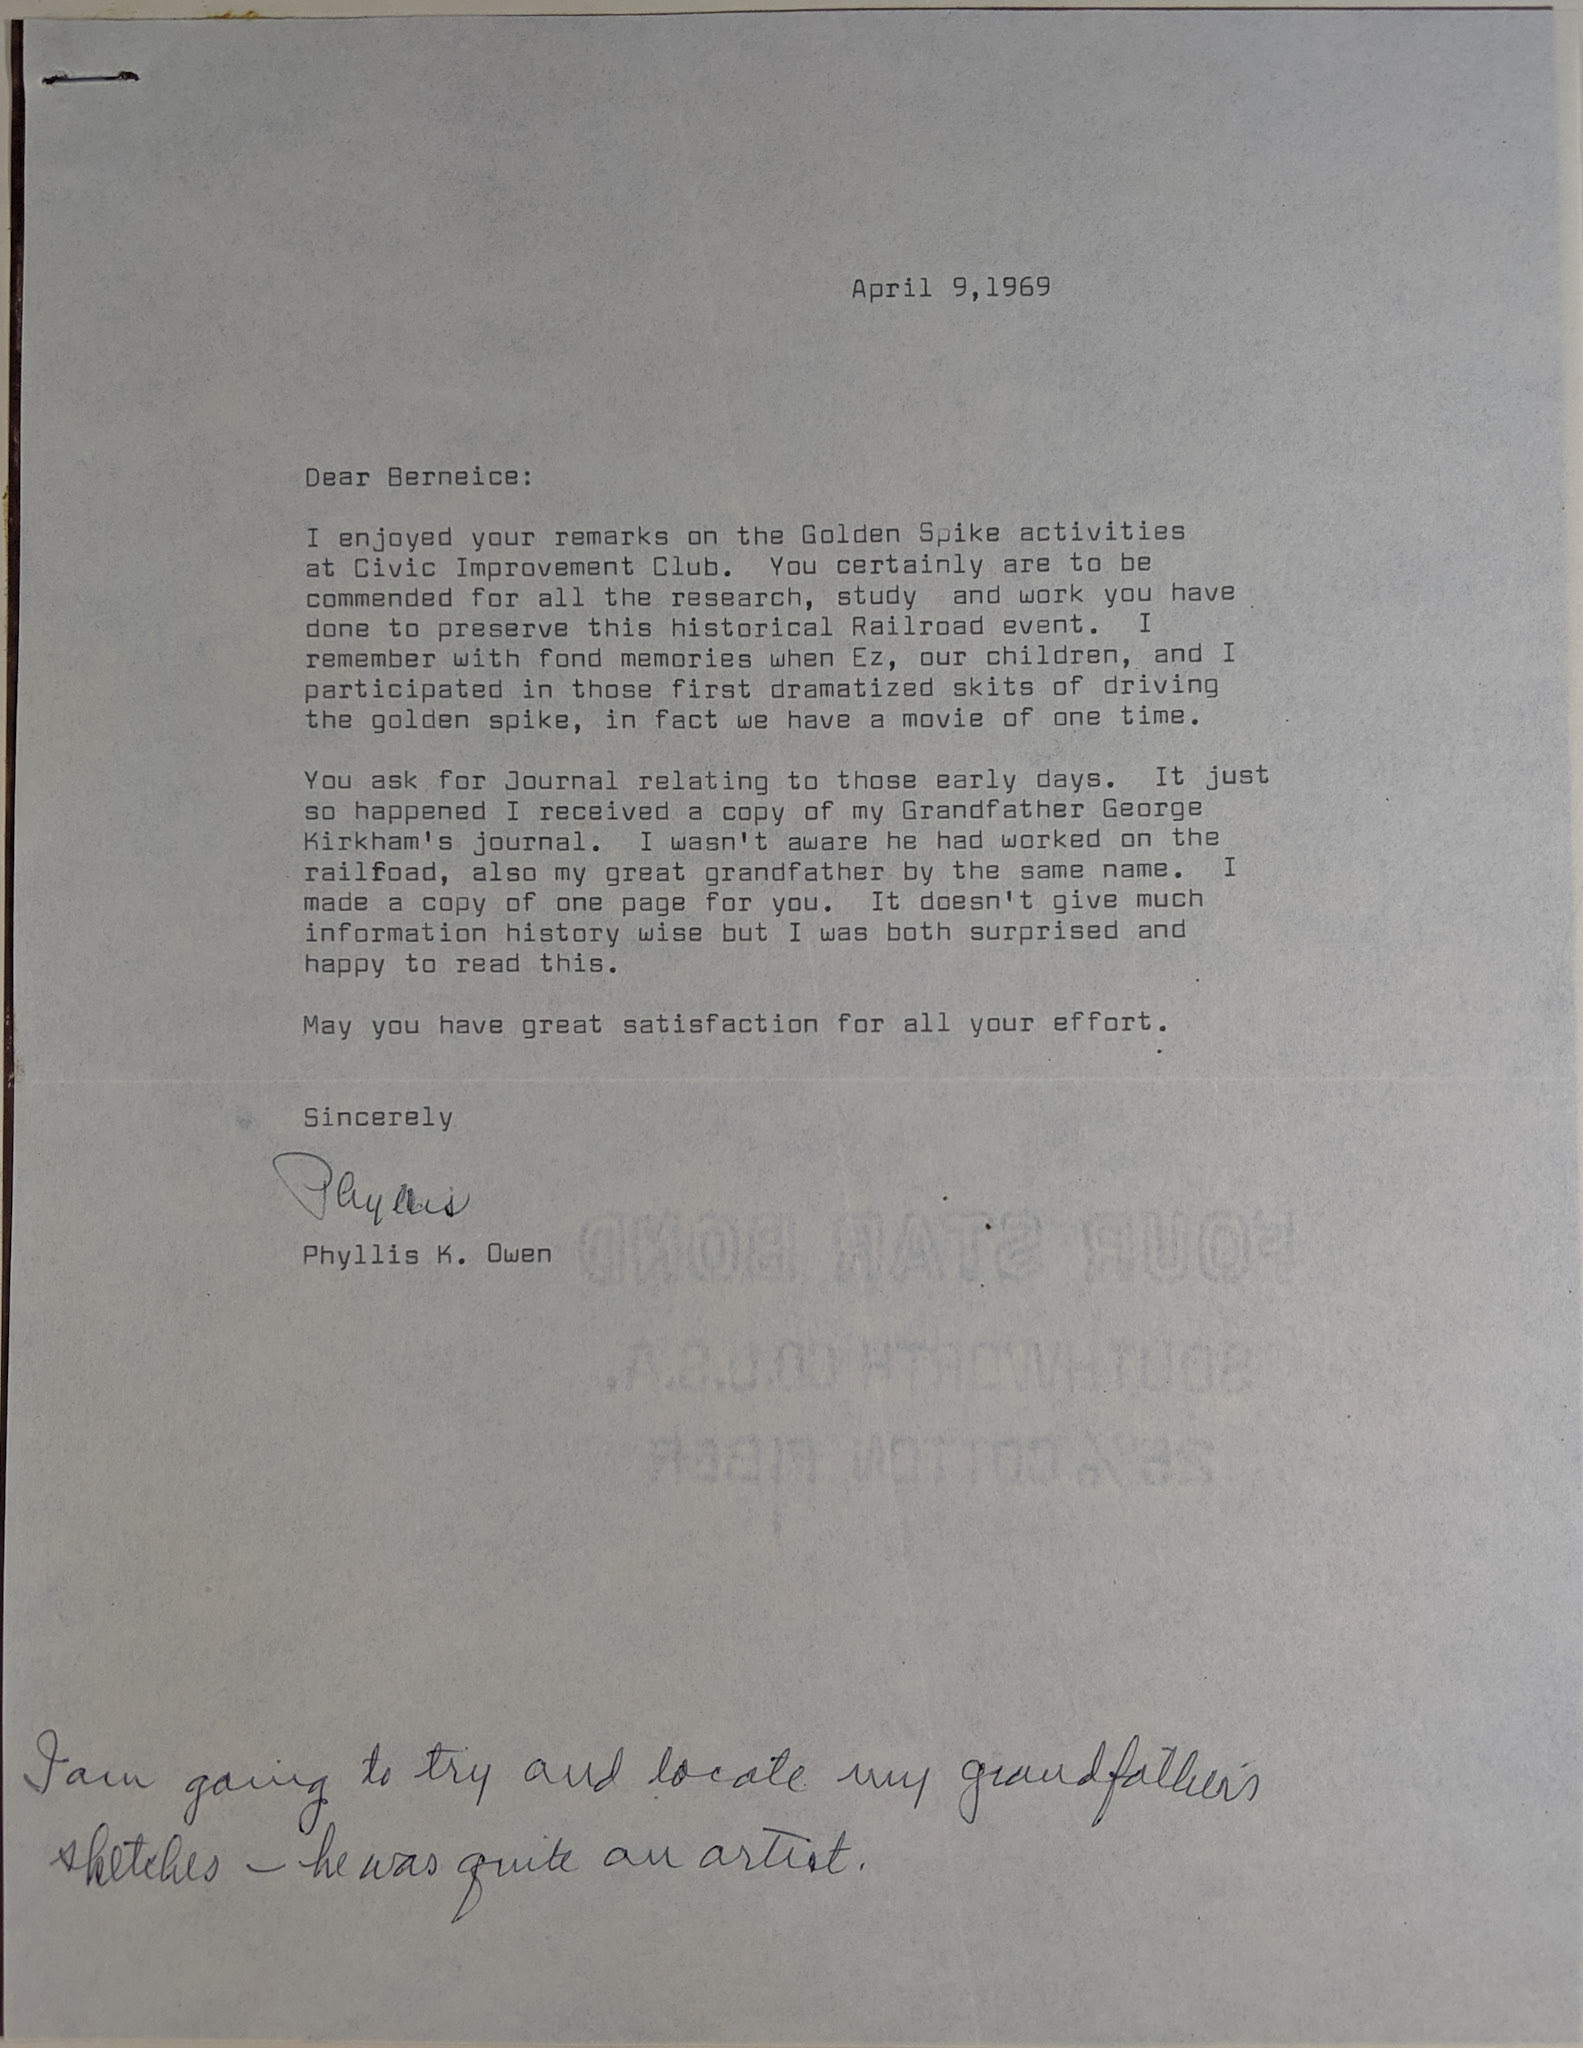 April 9,1969
Dear Berneice:
I enjoyed your remarks on the Golden Spike activities
at Civic Improvement Club. You certainly are to be
commended for all the research, study and work you have
done to preserve this historical Railroad event. I
remember with fond memories when Ez, our children, and I
participated in those first dramatized skits of driving
the golden spike, in fact we have a movie of one time.
You ask for Journal relating to those early days. It just
so happened I received a copy of my Grandfather George
Kirkham's journal. I wasn't aware he had worked on the
railfoad, also my great grandfather by the same name. I
made a copy of one page for you. It doesn't give much
information history wise but I was both surprised and
happy to read this.
May you have great satisfaction for all your effort.
Sincerely
Phyllis
Phyllis K. Owen
FOUR STAR BOND
SOUTHWORTH CO.U.S.A.
25% COTTON FIBER
I am going to try and locate my grandfather's
sketches – he was quite an artist.